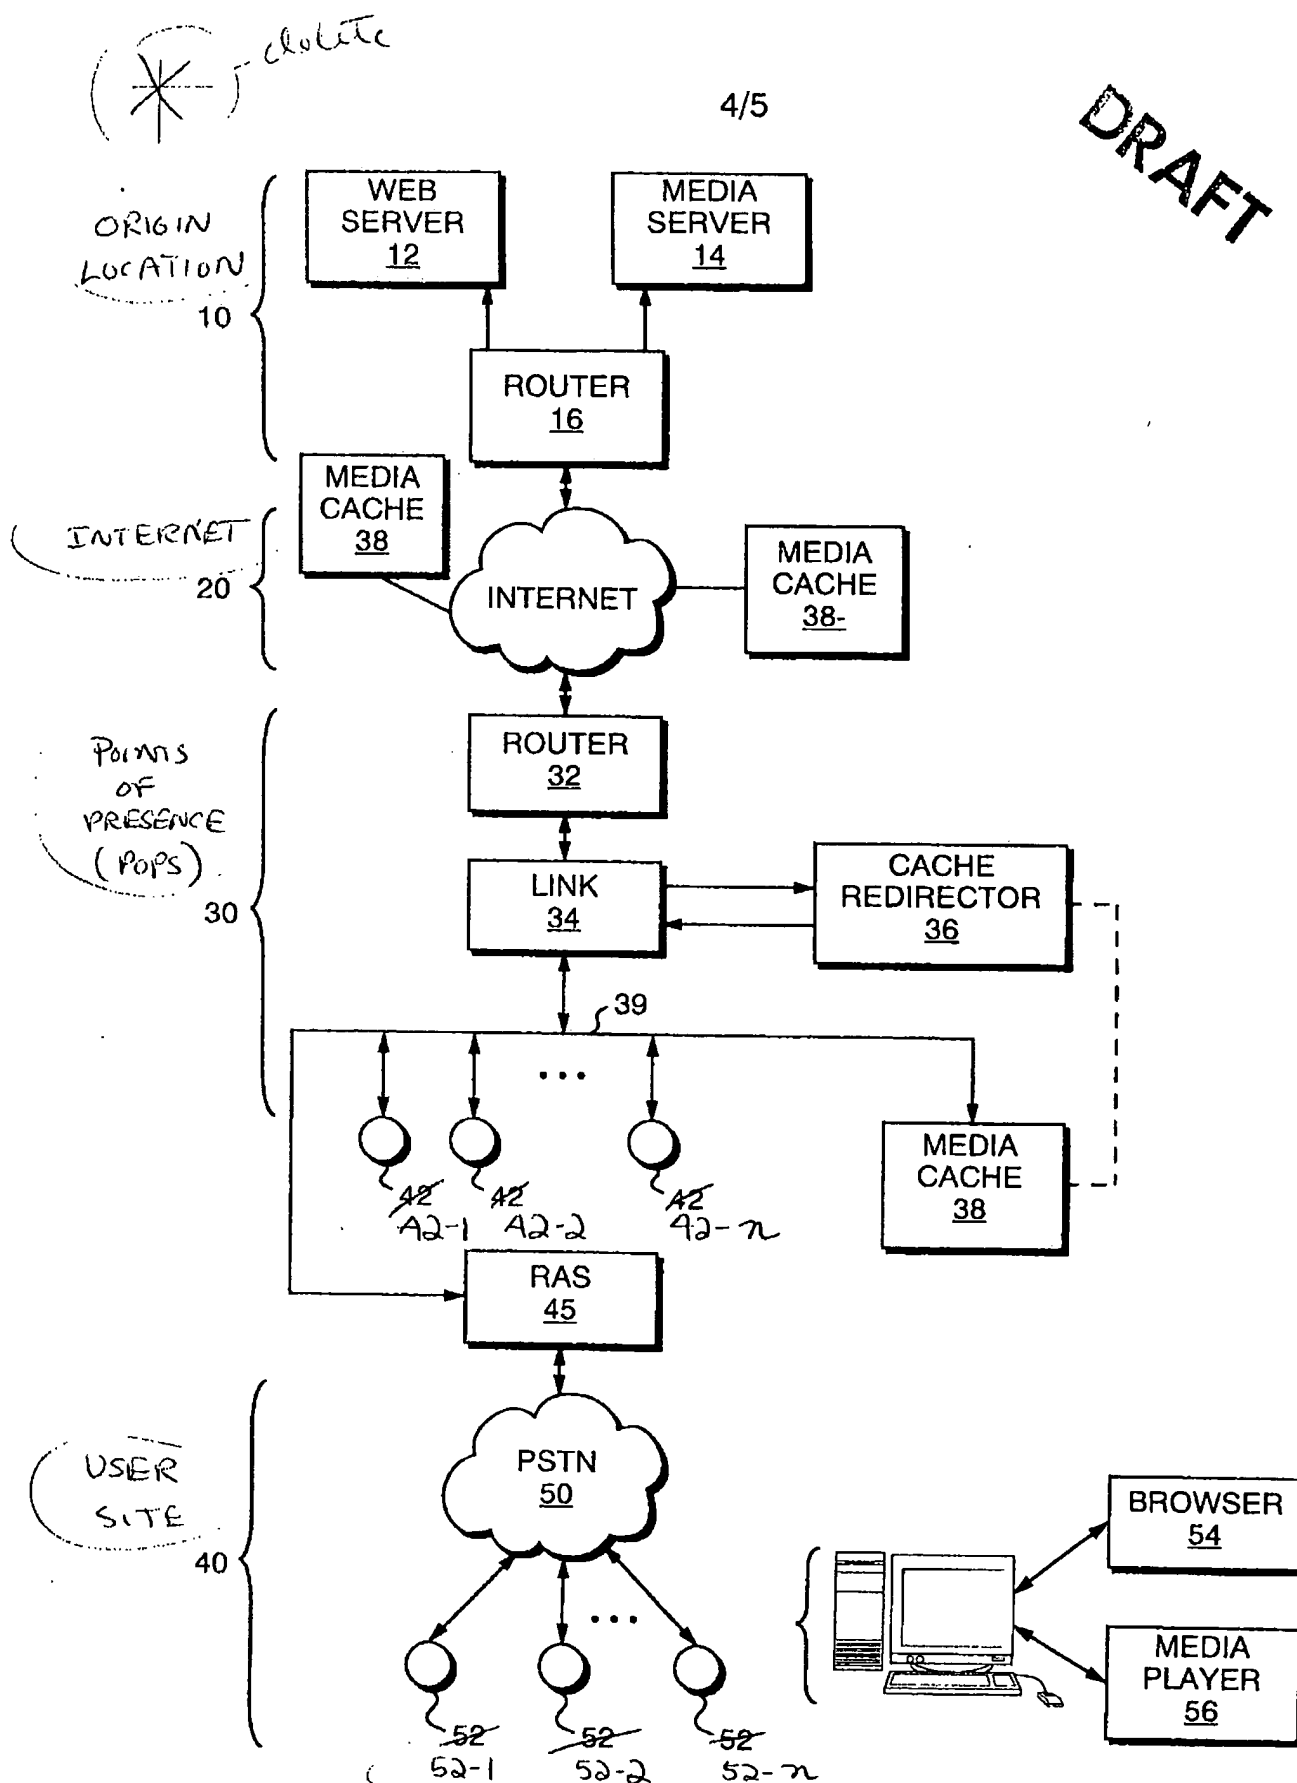 4/5
DRAFT
WEB
SERVER
12
MEDIA
SERVER
14
ORIGIN
LOCATION
10
ROUTER
16
MEDIA
CACHE
38
INTERNET
20
INTERNET
MEDIA
CACHE
38-
ROUTER
32
POINTS
OF
PRESENCE
(POPS)
30
LINK
34
CACHE
REDIRECTOR
36
39
...
42
42
42
42-1
42-2
42-n
MEDIA
CACHE
38
RAS
45
PSTN
50
USER
SITE
40
...
BROWSER
54
MEDIA
PLAYER
56
52
52
52
52-1
52-2
52-n